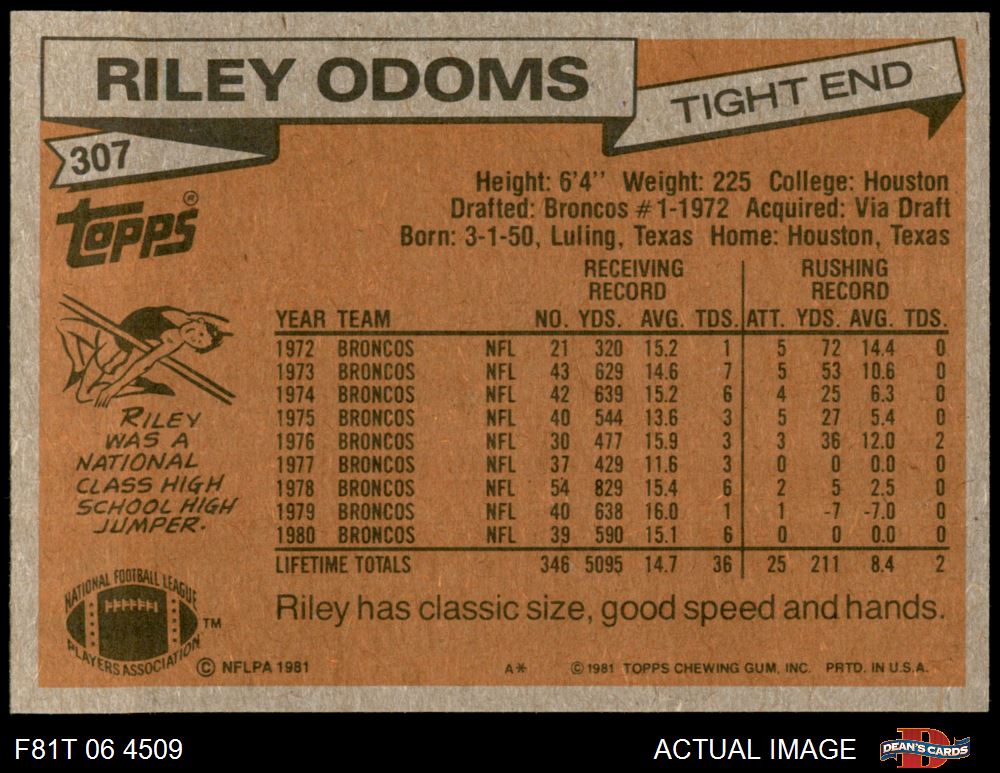 RILEY ODOMS
TIGHT END
307
TOPPS®
Height: 6'4'' Weight: 225 College: Houston
Drafted: Broncos #1-1972 Acquired: Via Draft
Born: 3-1-50, Luling, Texas Home: Houston, Texas
RECEIVING RECORD RUSHING RECORD
YEAR TEAM NO. YDS. AVG. TDS. ATT. YDS. AVG. TDS.
1972 BRONCOS NFL 21 320 15.2 1 5 72 14.4 0
1973 BRONCOS NFL 43 629 14.6 7 5 53 10.6 0
1974 BRONCOS NFL 42 639 15.2 6 4 25 6.3 0
1975 BRONCOS NFL 40 544 13.6 3 5 27 5.4 0
1976 BRONCOS NFL 30 477 15.9 3 3 36 12.0 2
1977 BRONCOS NFL 37 429 11.6 3 0 0 0.0 0
1978 BRONCOS NFL 54 829 15.4 6 2 5 2.5 0
1979 BRONCOS NFL 40 638 16.0 1 1 -7 -7.0 0
1980 BRONCOS NFL 39 590 15.1 6 0 0 0.0 0
LIFETIME TOTALS 346 5095 14.7 36 25 211 8.4 2
RILEY
WAS A
NATIONAL
CLASS HIGH
SCHOOL HIGH
JUMPER.
Riley has classic size, good speed and hands.
NATIONAL FOOTBALL LEAGUE
PLAYERS ASSOCIATION
TM
© NFLPA 1981 A* © 1981 TOPPS CHEWING GUM, INC. PRTD. IN U.S.A.
F81T 06 4509 ACTUAL IMAGE DEAN'S CARDS